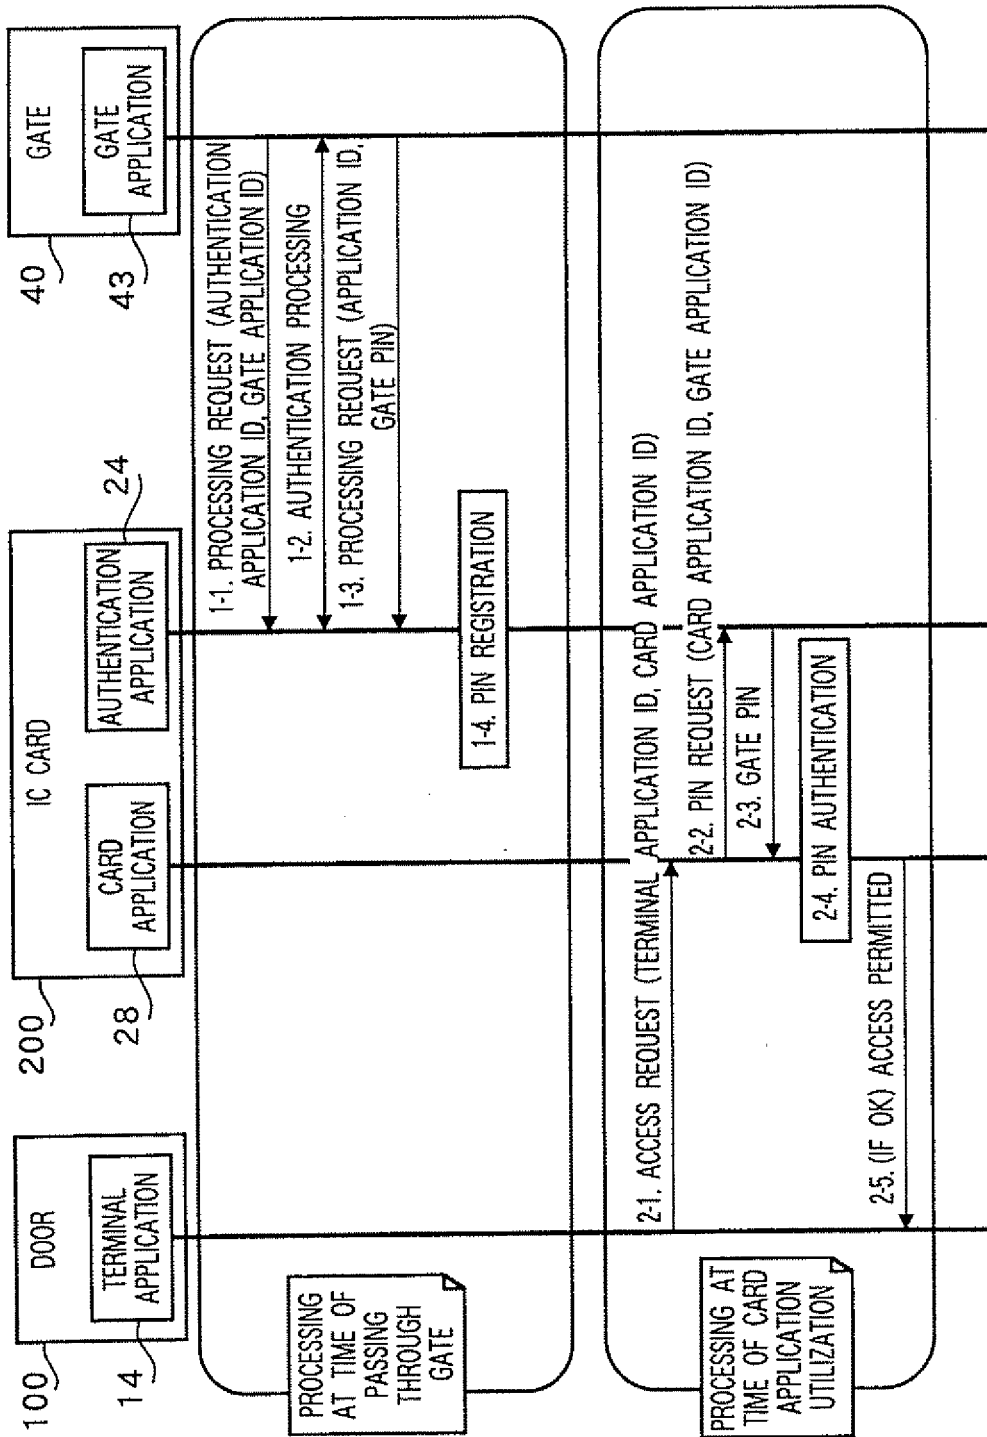 100
DOOR
14
TERMINAL
APPLICATION
200
IC CARD
28
CARD
APPLICATION
AUTHENTICATION
APPLICATION
24
40
GATE
43
GATE
APPLICATION
PROCESSING
AT TIME OF
PASSING
THROUGH
GATE
1-1. PROCESSING REQUEST (AUTHENTICATION
APPLICATION ID, GATE APPLICATION ID)
1-2. AUTHENTICATION PROCESSING
1-3. PROCESSING REQUEST (APPLICATION ID,
GATE PIN)
1-4. PIN REGISTRATION
PROCESSING AT
TIME OF CARD
APPLICATION
UTILIZATION
2-1. ACCESS REQUEST (TERMINAL APPLICATION ID, CARD APPLICATION ID)
2-2. PIN REQUEST (CARD APPLICATION ID, GATE APPLICATION ID)
2-3. GATE PIN
2-4. PIN AUTHENTICATION
2-5. (IF OK) ACCESS PERMITTED